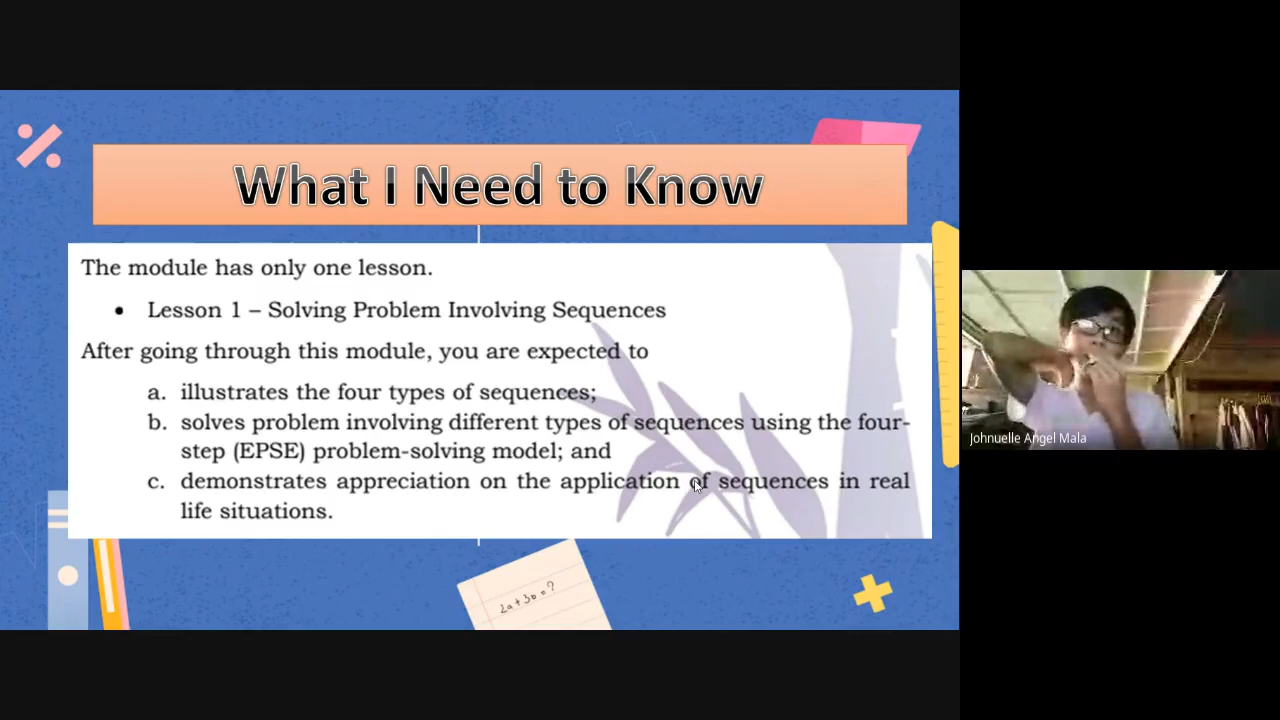 What I Need to Know
The module has only one lesson.
• Lesson 1 – Solving Problem Involving Sequences
After going through this module, you are expected to
a. illustrates the four types of sequences;
b. solves problem involving different types of sequences using the four-
step (EPSE) problem-solving model; and
c. demonstrates appreciation on the application of sequences in real
life situations.
2a+3b=?
Johnuelle Angel Mala